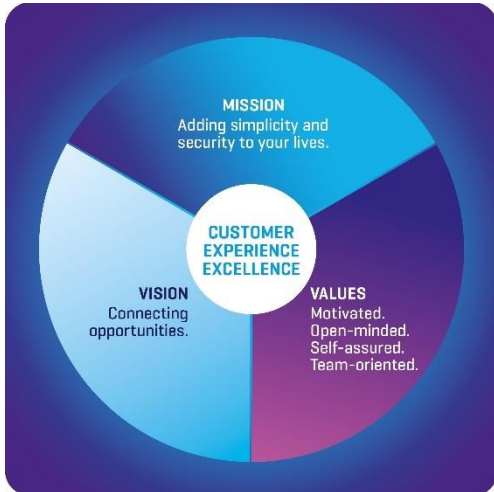 MISSION
Adding simplicity and
security to your lives.
CUSTOMER
EXPERIENCE
EXCELLENCE
VISION
Connecting
opportunities.
VALUES
Motivated.
Open-minded.
Self-assured.
Team-oriented.